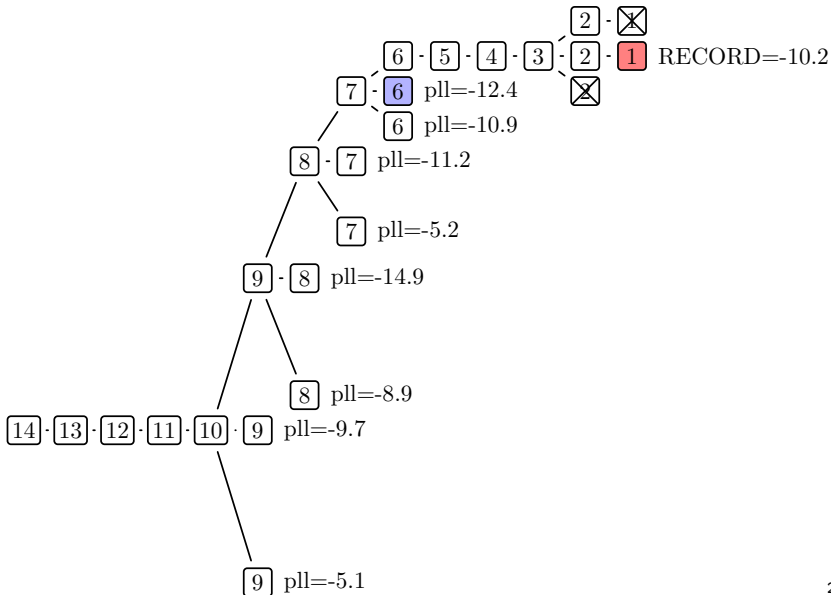 2 1
6 5 4 3 2 1 RECORD=-10.2
7 6 pll=-12.4 2
6 pll=-10.9
8 7 pll=-11.2
7 pll=-5.2
9 8 pll=-14.9
8 pll=-8.9
14 13 12 11 10 9 pll=-9.7
9 pll=-5.1